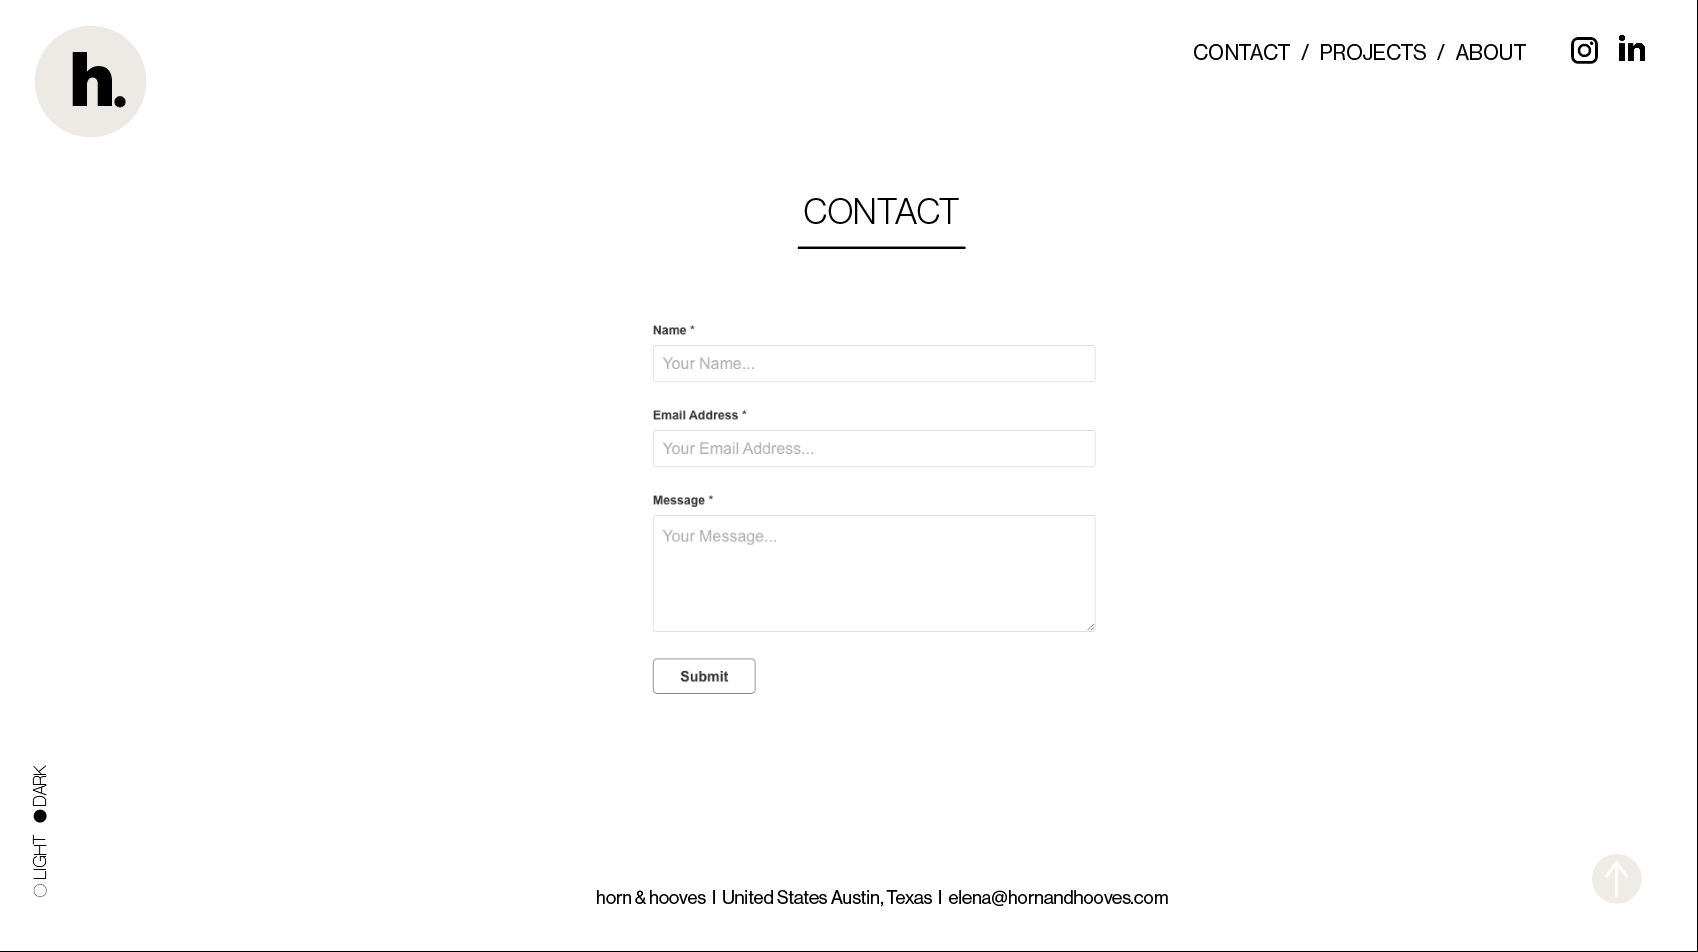 h.
CONTACT / PROJECTS / ABOUT
in
CONTACT
Name *
Your Name...
Email Address *
Your Email Address...
Message *
Your Message...
Submit
LIGHT DARK
horn & hooves | United States Austin, Texas | elena@hornandhooves.com